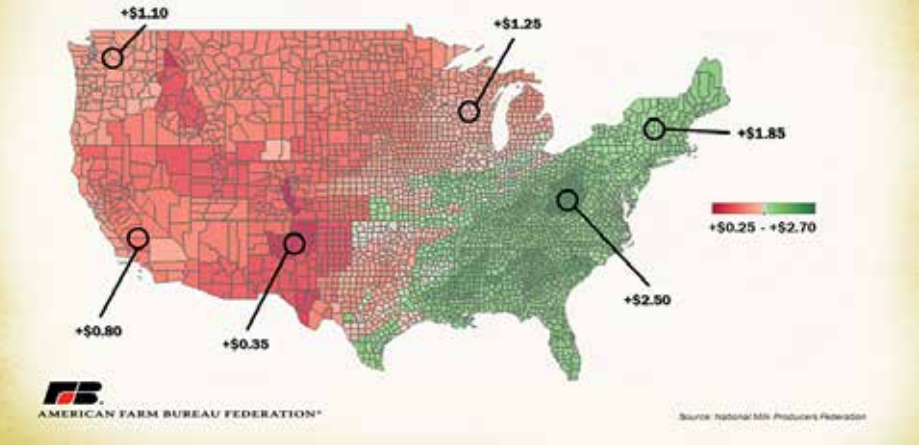 +$1.10
+$1.25
+$1.85
+$0.25 - +$2.70
+$2.50
+$0.80
+$0.35
FB
AMERICAN FARM BUREAU FEDERATION®
Source: National Milk Producers Federation